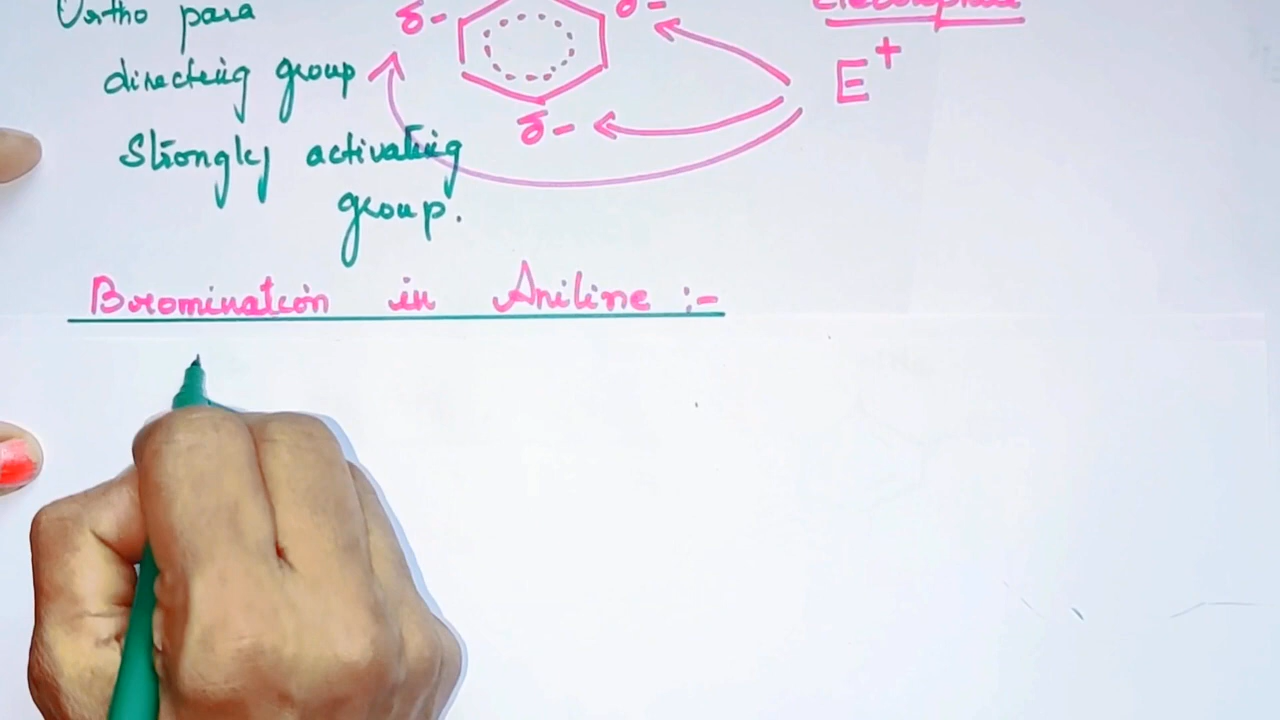 Ortho para
directing group
Strongly activating
group.
δ-
δ-
δ-
E+
Bromination in Aniline :-